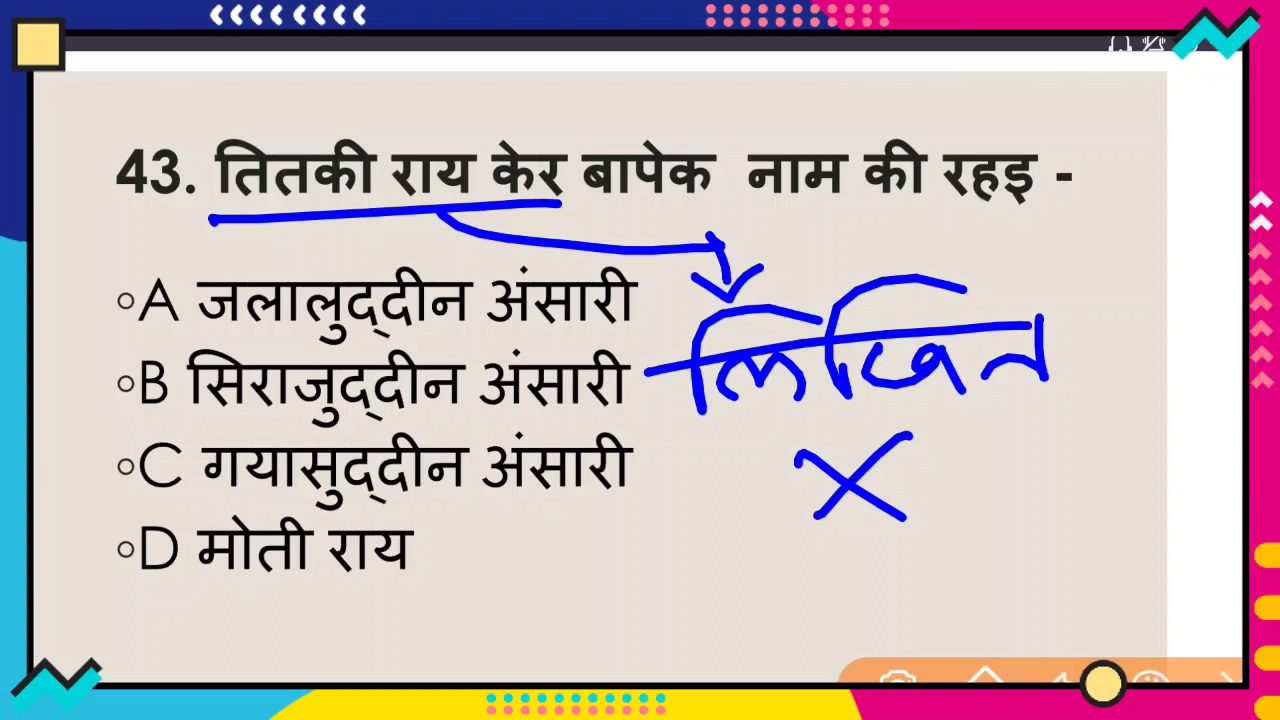 43. तितकी राय केर बापेक नाम की रहइ -
◦A जलालुद्दीन अंसारी
◦B सिराजुद्दीन अंसारी
◦C गयासुद्दीन अंसारी
◦D मोती राय